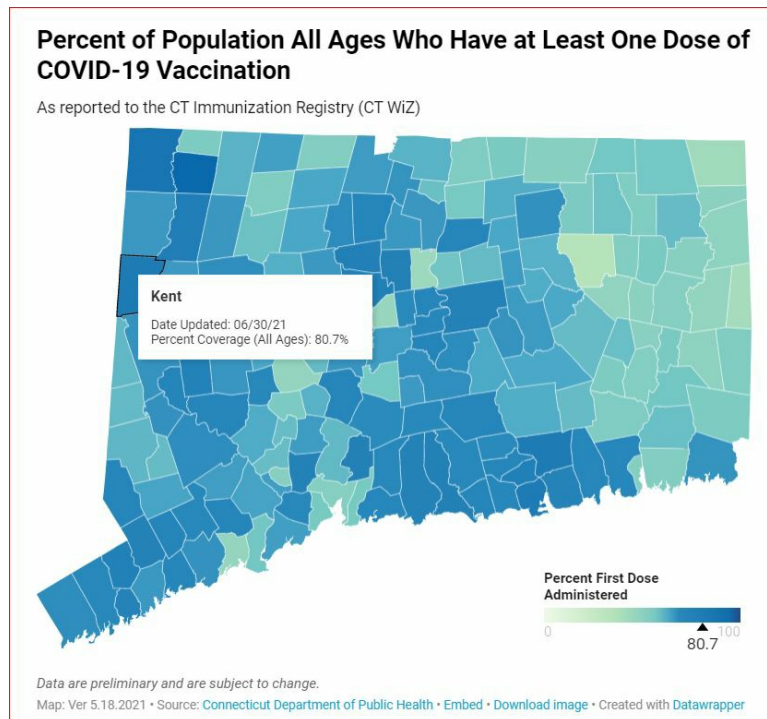 Percent of Population All Ages Who Have at Least One Dose of
COVID-19 Vaccination
As reported to the CT Immunization Registry (CT WiZ)
Kent
Date Updated: 06/30/21
Percent Coverage (All Ages): 80.7%
Percent First Dose
Administered
0 100
80.7
Data are preliminary and are subject to change.
Map: Ver 5.18.2021 • Source: Connecticut Department of Public Health • Embed • Download image • Created with Datawrapper